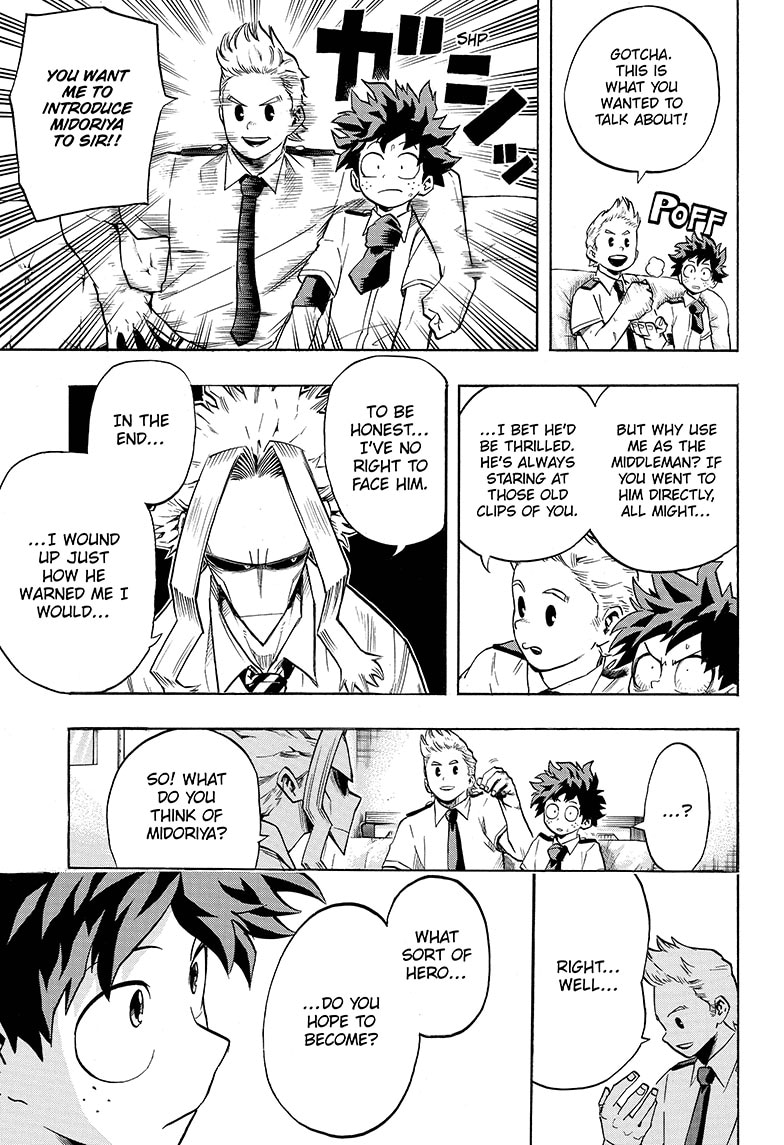 GOTCHA.
THIS IS
WHAT YOU
WANTED TO
TALK ABOUT!
POFF
SHP
ガシッ
YOU WANT
ME TO
INTRODUCE
MIDORIYA
TO SIR!!
BUT WHY USE
ME AS THE
MIDDLEMAN? IF
YOU WENT TO
HIM DIRECTLY,
ALL MIGHT...
...I BET HE'D
BE THRILLED.
HE'S ALWAYS
STARING AT
THOSE OLD
CLIPS OF YOU.
TO BE
HONEST...
I'VE NO
RIGHT TO
FACE HIM.
IN THE
END...
...I WOUND
UP JUST
HOW HE
WARNED ME I
WOULD...
...?
SO! WHAT
DO YOU
THINK OF
MIDORIYA?
RIGHT...
WELL...
WHAT
SORT OF
HERO...
...DO YOU
HOPE TO
BECOME?